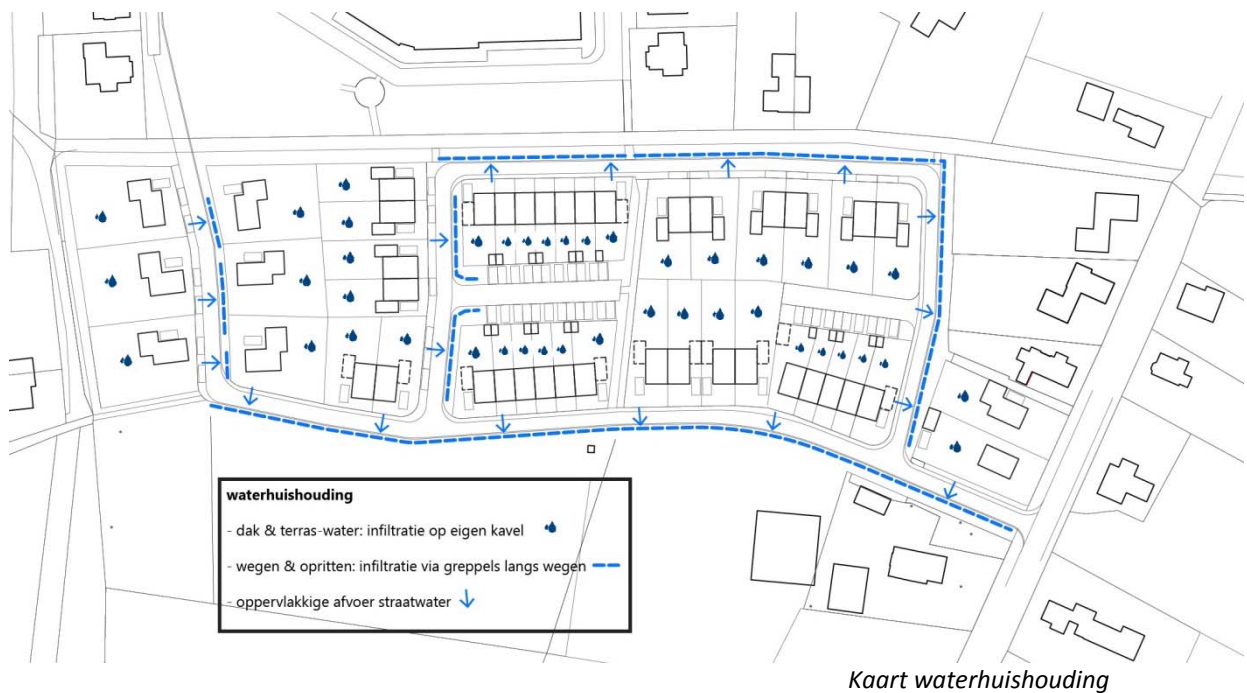 waterhuishouding
- dak & terras-water: infiltratie op eigen kavel
- wegen & opritten: infiltratie via greppels langs wegen
- oppervlakkige afvoer straatwater
Kaart waterhuishouding